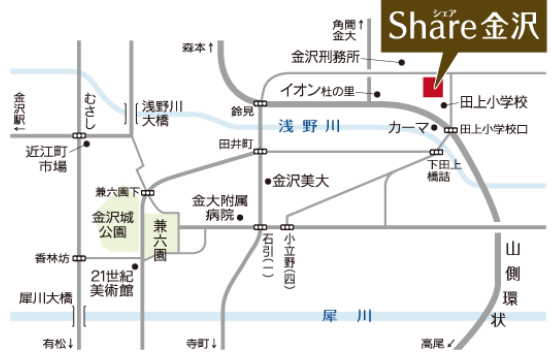 シェア
Share金沢
角間↑
金大
森本↑
金沢刑務所
イオン杜の里
田上小学校
金沢駅↓
むさし
浅野川
大橋
鈴見
浅野川
カーマ
田上小学校口
近江町
市場
田井町
下田上
橋詰
兼六園下
金沢美大
金沢城
公園
兼六園
金大附属
病院
石引(一)
小立野(四)
山側環状
香林坊
21世紀
美術館
犀川大橋
犀川
有松↓
寺町↓
高尾↙